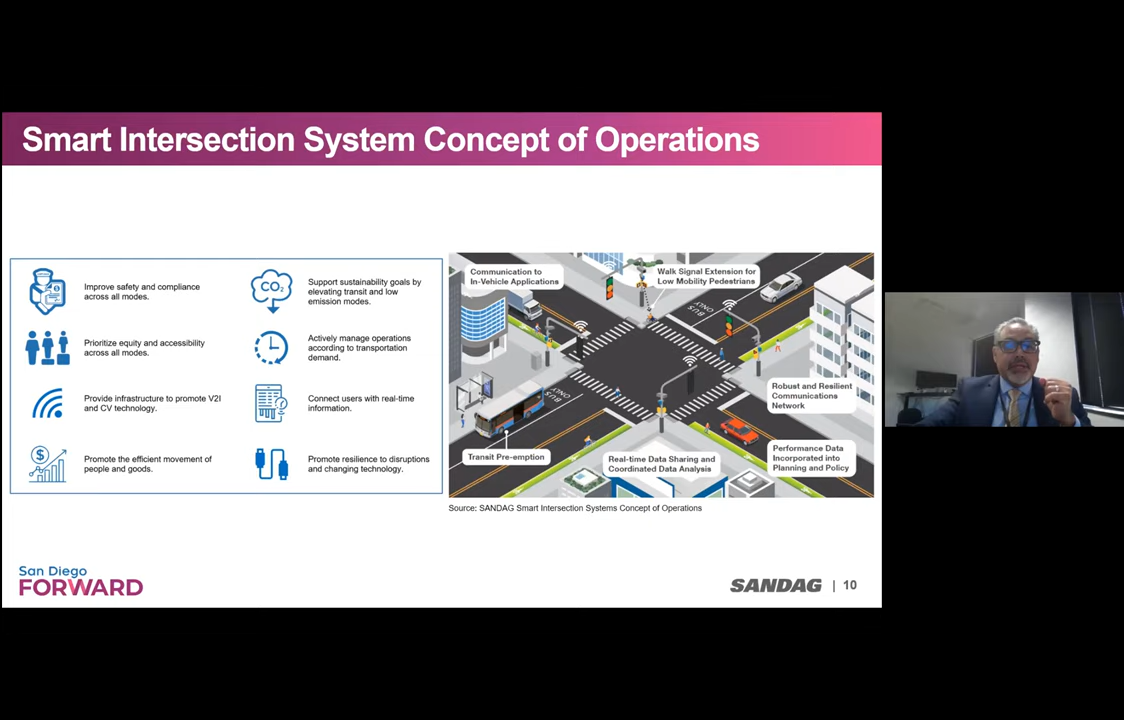 Smart Intersection System Concept of Operations
Improve safety and compliance
across all modes.
Prioritize equity and accessibility
across all modes.
Provide infrastructure to promote V2I
and CV technology.
Promote the efficient movement of
people and goods.
CO₂
Support sustainability goals by
elevating transit and low
emission modes.
Actively manage operations
according to transportation
demand.
Connect users with real-time
information.
Promote resilience to disruptions
and changing technology.
$
Communication to
In-Vehicle Applications
Walk Signal Extension for
Low Mobility Pedestrians
BUS
ONLY
Robust and Resilient
Communications
Network
BUS
ONLY
Transit Pre-emption
Real-time Data Sharing and
Coordinated Data Analysis
Performance Data
Incorporated into
Planning and Policy
Source: SANDAG Smart Intersection Systems Concept of Operations
San Diego
FORWARD
SANDAG | 10